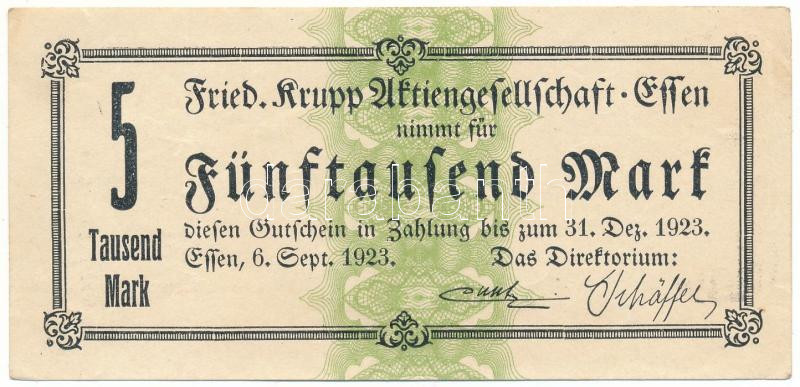 5
Tausend
Mark
Fried. Krupp Aktiengesellschaft · Essen
nimmt für
Fünftausend Mark
diesen Gutschein in Zahlung bis zum 31. Dez. 1923.
Essen, 6. Sept. 1923. Das Direktorium:
Schäffer
darabanth